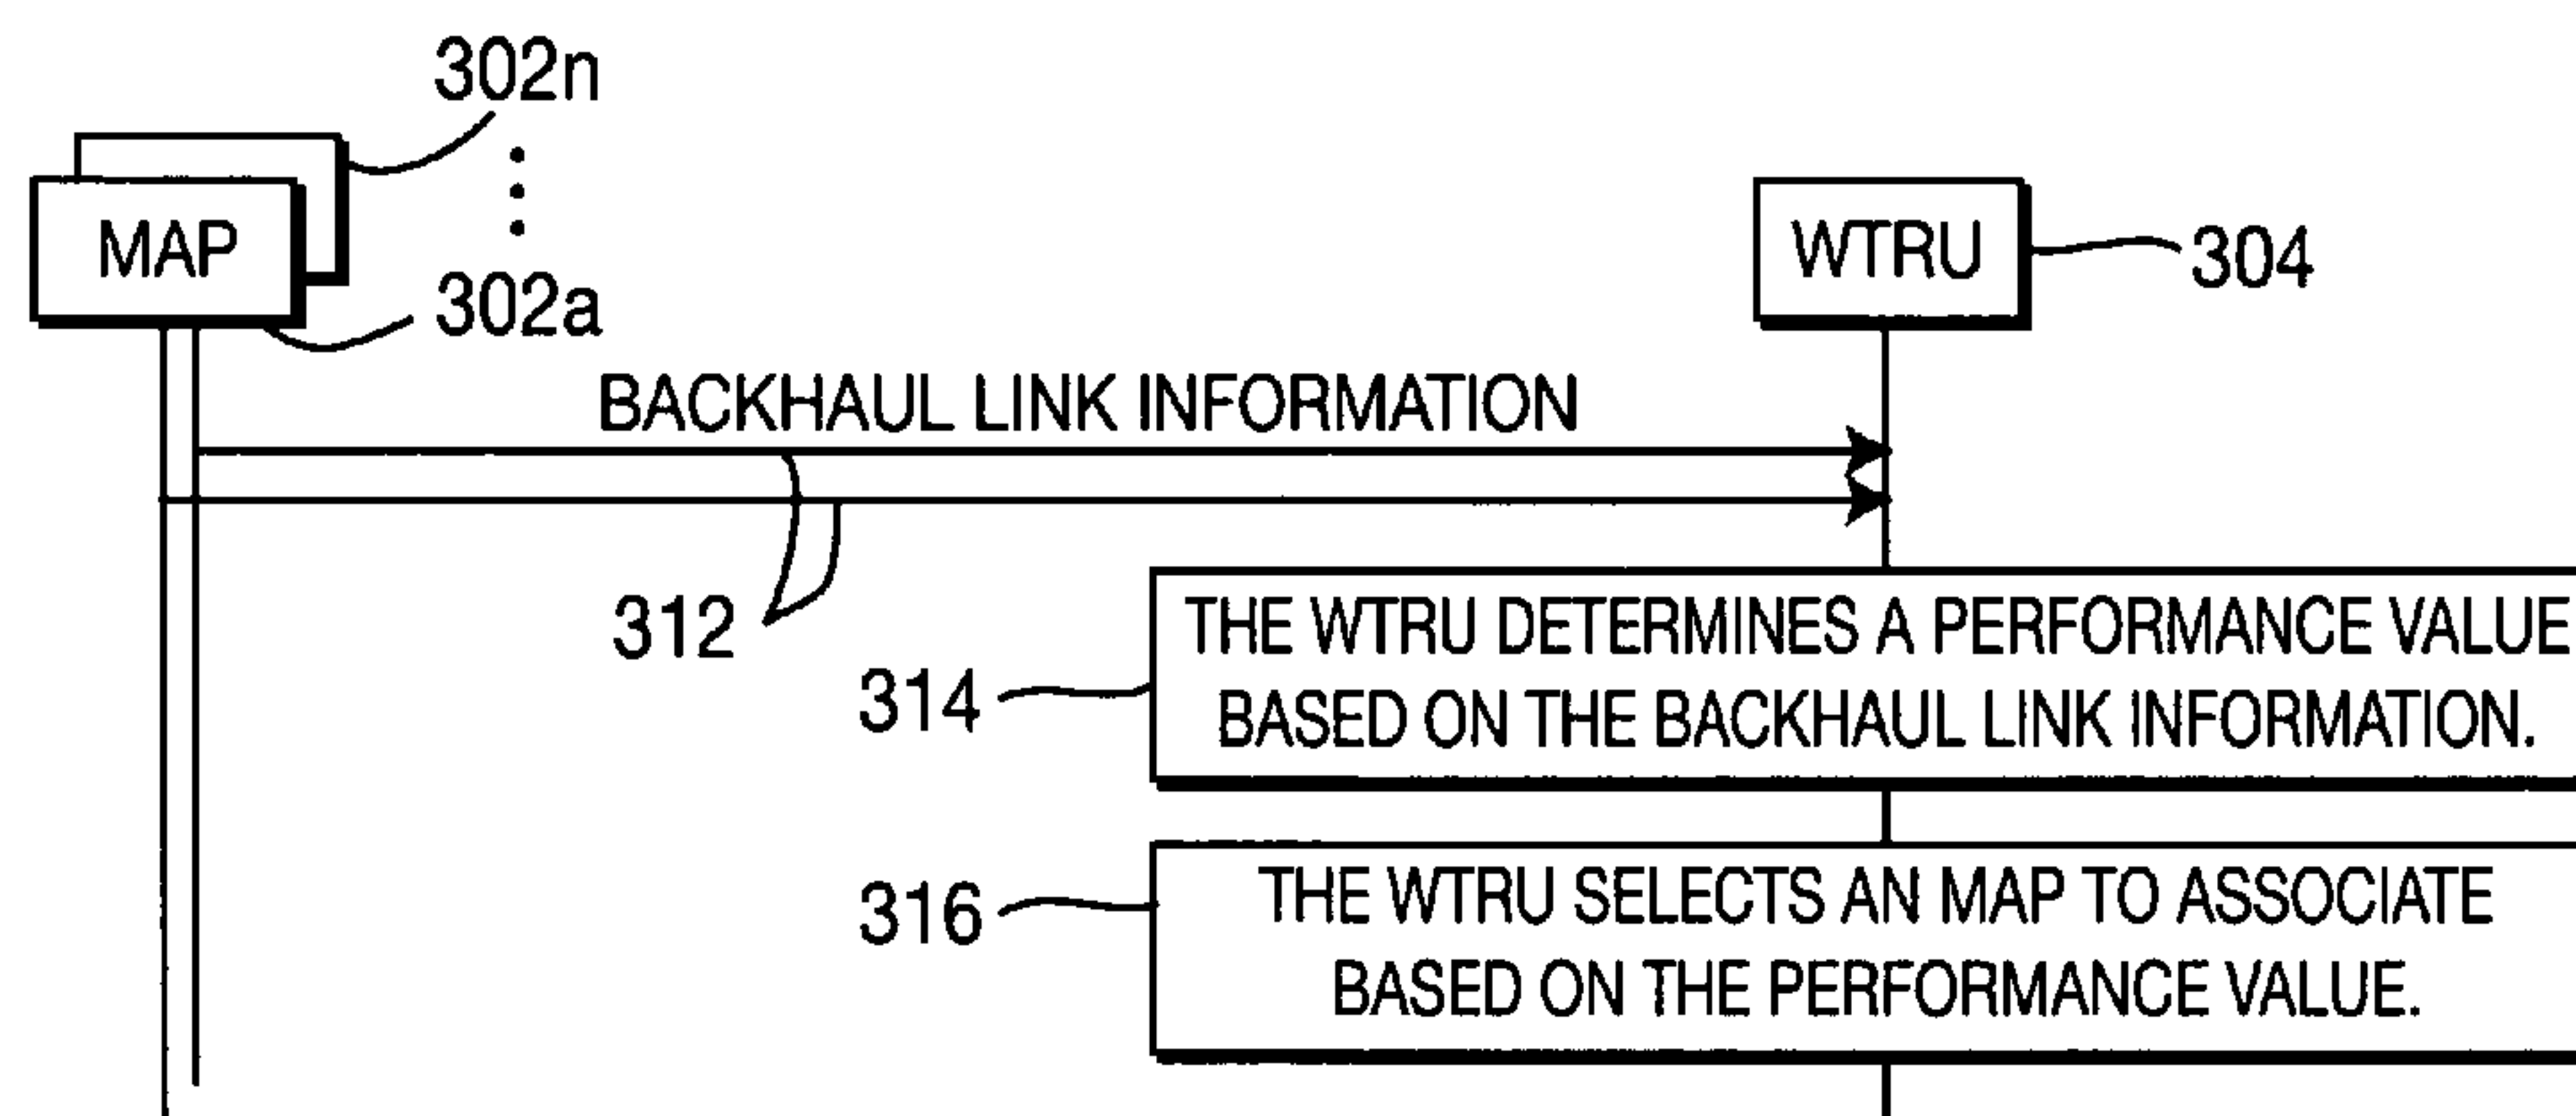 302n
MAP
302a
WTRU
304
BACKHAUL LINK INFORMATION
312
THE WTRU DETERMINES A PERFORMANCE VALUE
BASED ON THE BACKHAUL LINK INFORMATION.
314
THE WTRU SELECTS AN MAP TO ASSOCIATE
BASED ON THE PERFORMANCE VALUE.
316